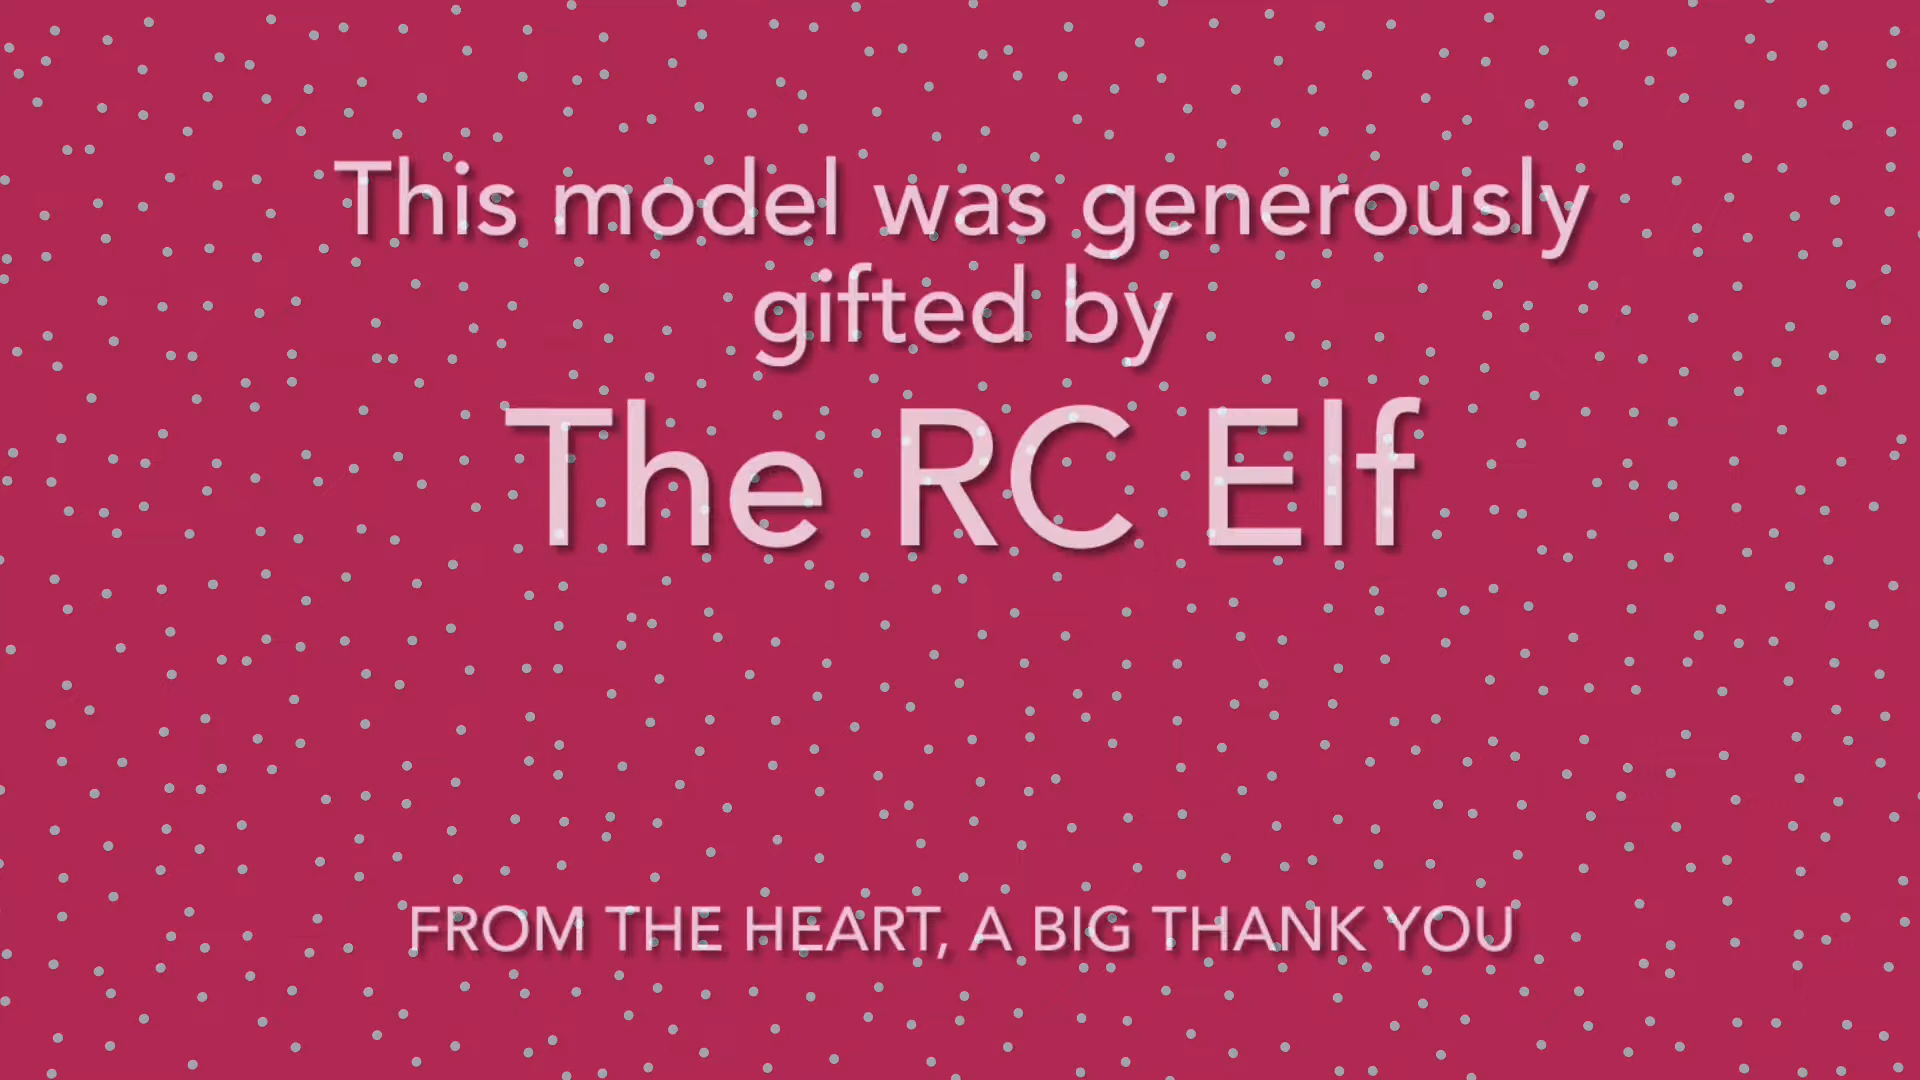 This model was generously
gifted by
The RC Elf
FROM THE HEART, A BIG THANK YOU